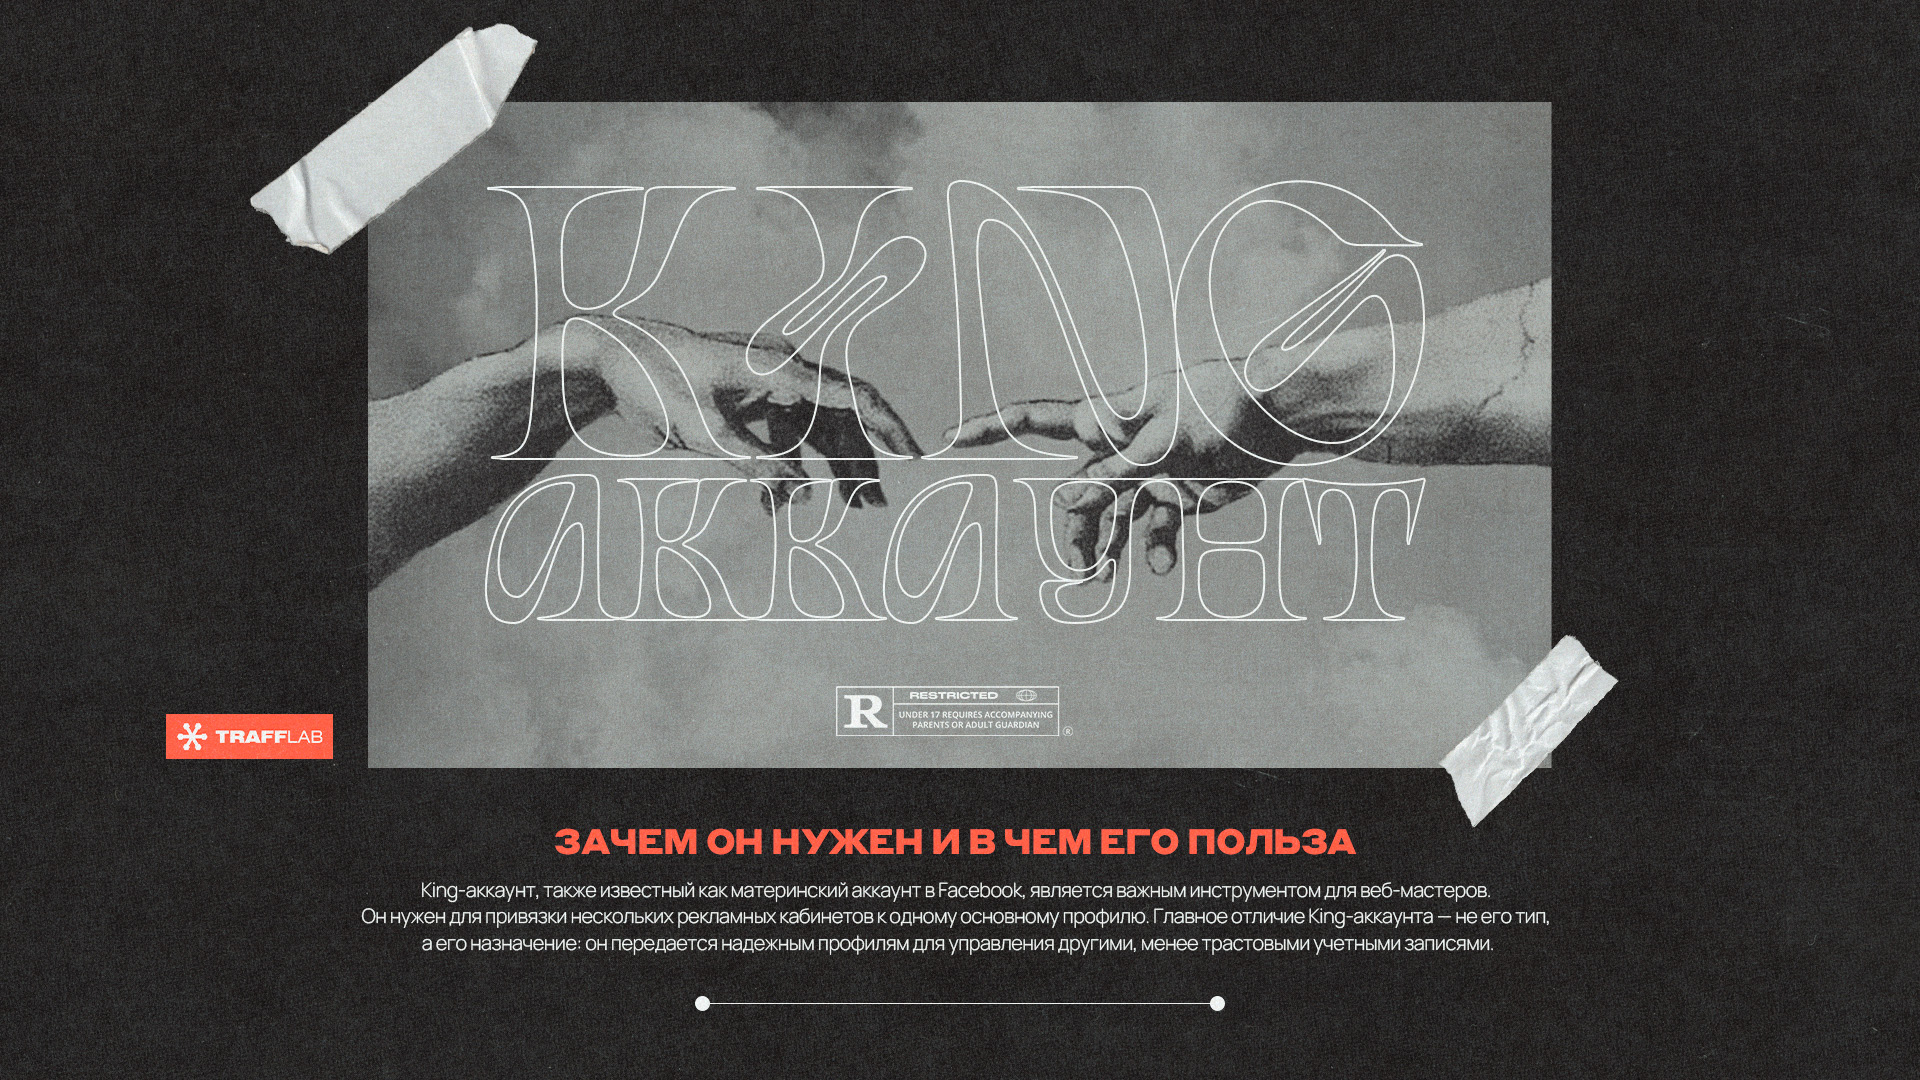 KING
аккаунт
R
RESTRICTED
UNDER 17 REQUIRES ACCOMPANYING
PARENTS OR ADULT GUARDIAN
®
TRAFFLAB
ЗАЧЕМ ОН НУЖЕН И В ЧЕМ ЕГО ПОЛЬЗА
King-аккаунт, также известный как материнский аккаунт в Facebook, является важным инструментом для веб-мастеров.
Он нужен для привязки нескольких рекламных кабинетов к одному основному профилю. Главное отличие King-аккаунта — не его тип,
а его назначение: он передается надежным профилям для управления другими, менее трастовыми учетными записями.